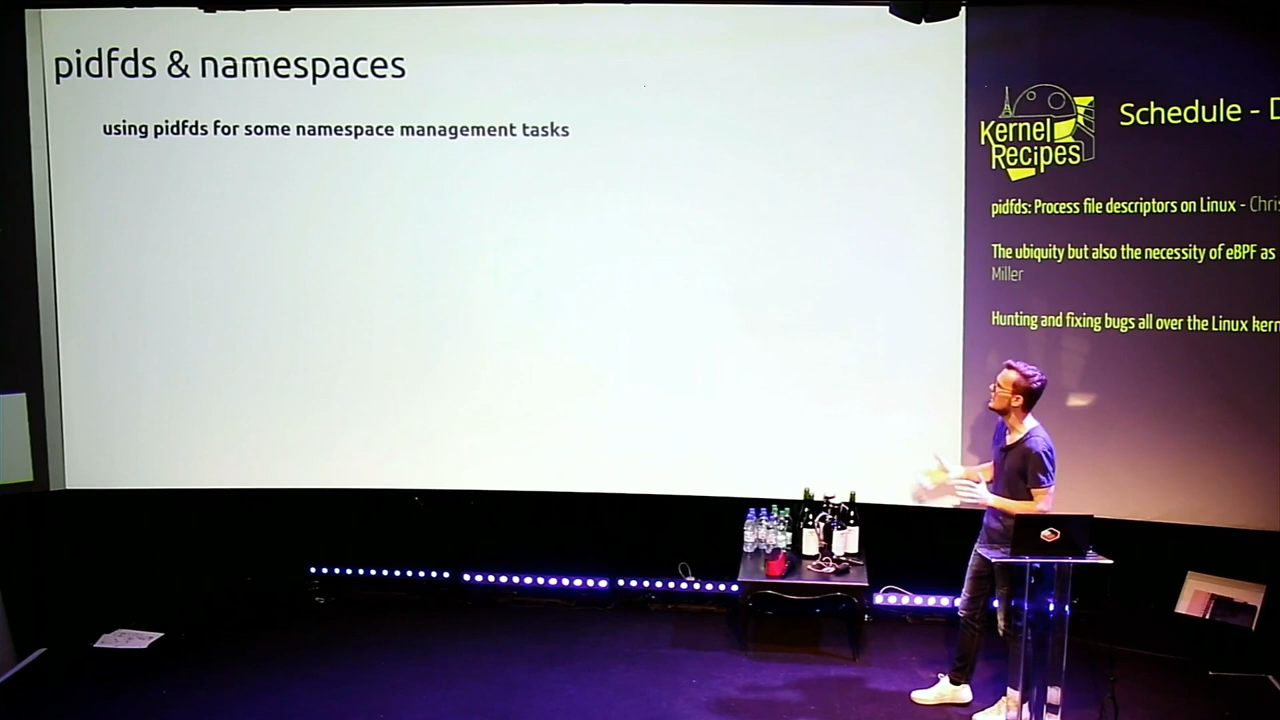 pidfds & namespaces
using pidfds for some namespace management tasks
Kernel
Recipes
Schedule -
pidfds: Process file descriptors on Linux -
The ubiquity but also the necessity of eBPF as
Miller
Hunting and fixing bugs all over the Linux